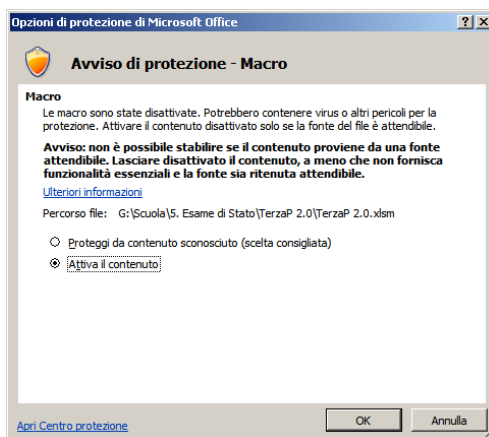 Opzioni di protezione di Microsoft Office
Avviso di protezione - Macro
Macro
Le macro sono state disattivate. Potrebbero contenere virus o altri pericoli per la
protezione. Attivare il contenuto disattivato solo se la fonte del file è attendibile.
Avviso: non è possibile stabilire se il contenuto proviene da una fonte
attendibile. Lasciare disattivato il contenuto, a meno che non fornisca
funzionalità essenziali e la fonte sia ritenuta attendibile.
Ulteriori informazioni
Percorso file: G:\Scuola\5. Esame di Stato\TerzaP 2.0\TerzaP 2.0.xlsm
Proteggi da contenuto sconosciuto (scelta consigliata)
Attiva il contenuto
Apri Centro protezione
OK
Annulla